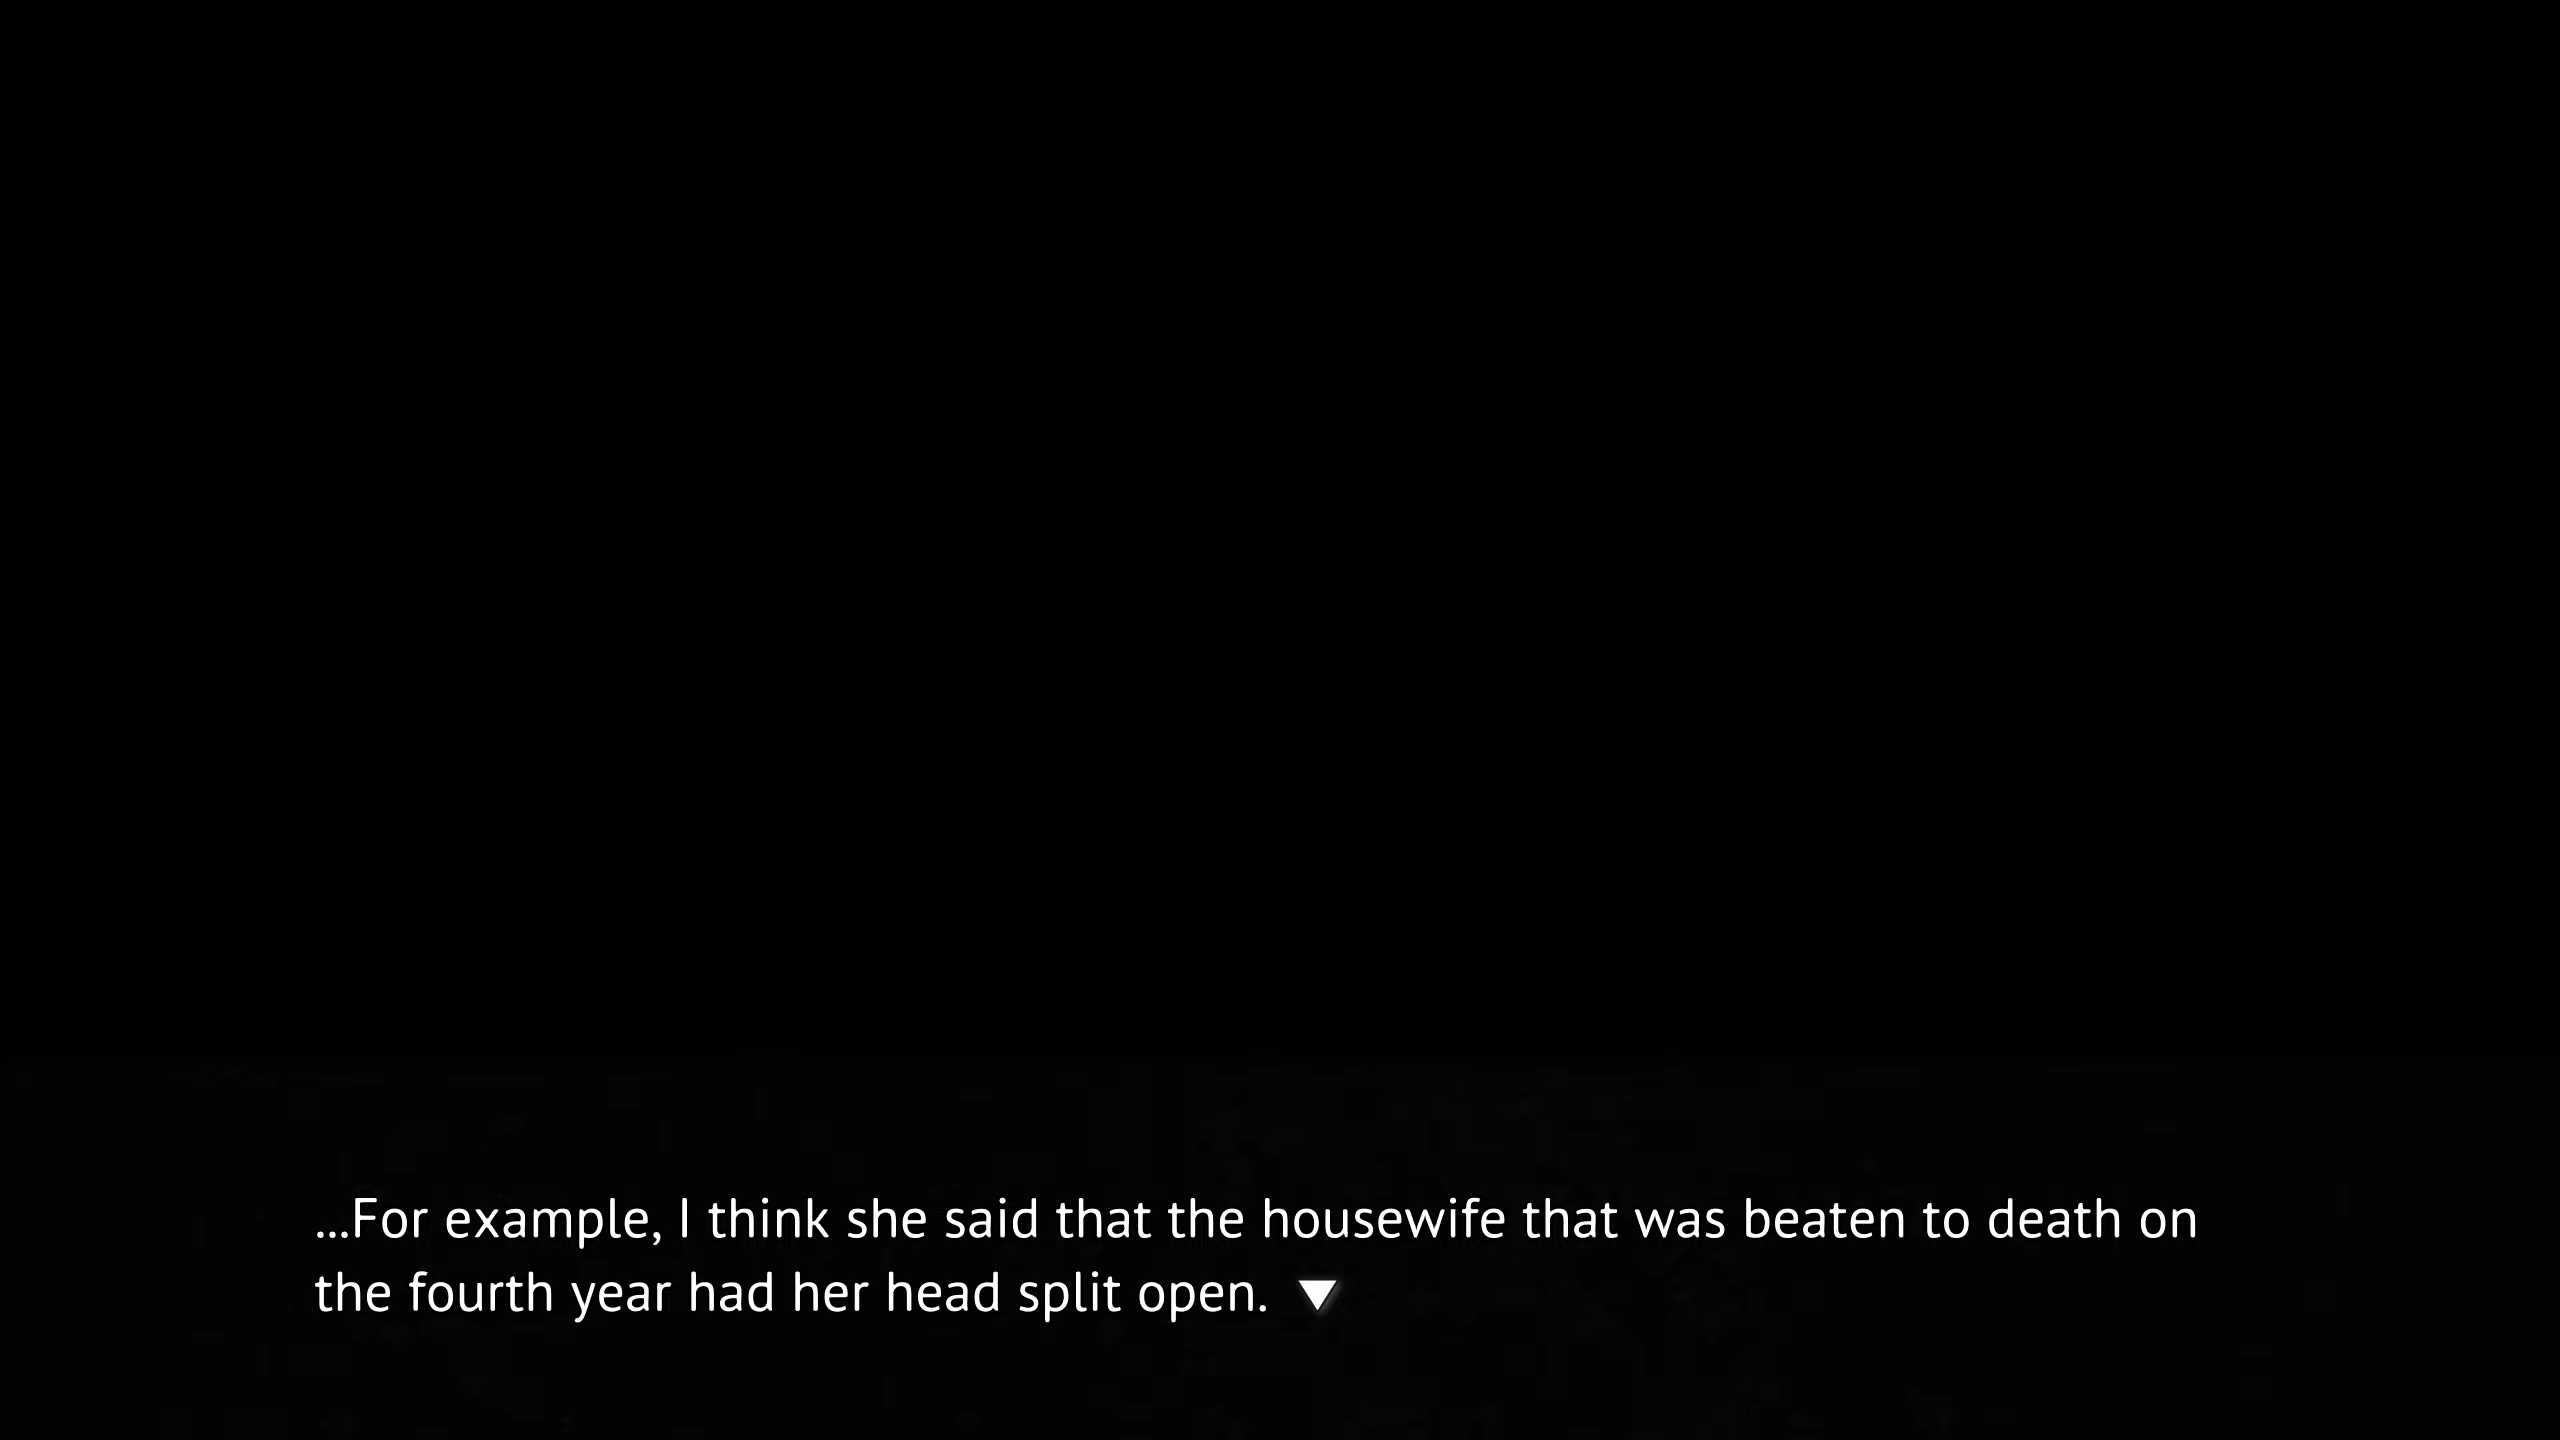 ...For example, I think she said that the housewife that was beaten to death on
the fourth year had her head split open.